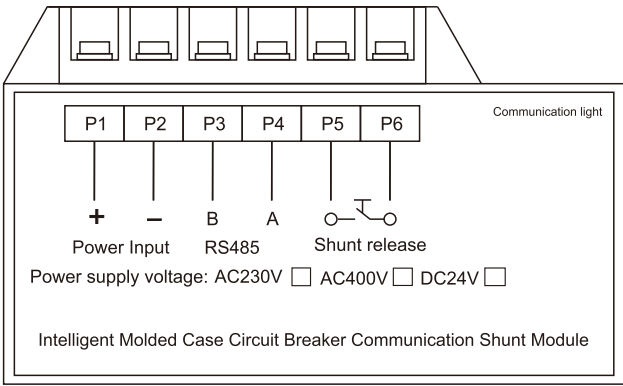 Communication light
P1 P2 P3 P4 P5 P6
+ − B A
Power Input RS485 Shunt release
Power supply voltage: AC230V □ AC400V □ DC24V □
Intelligent Molded Case Circuit Breaker Communication Shunt Module